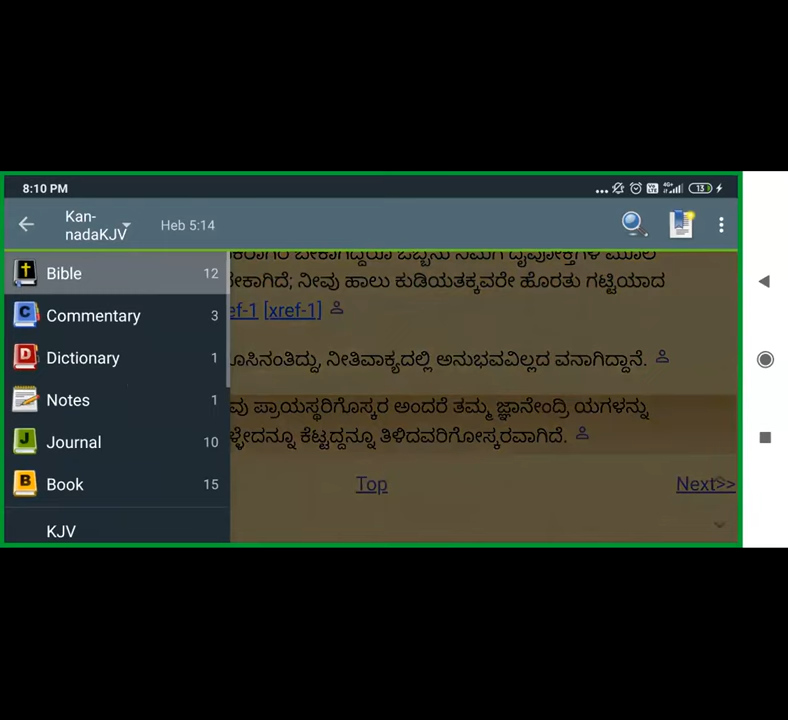 8:10 PM
Kan-
nadaKJV
Heb 5:14
Bible 12
Commentary 3
Dictionary 1
Notes 1
Journal 10
Book 15
KJV
ನೀವು ಹಾಲು ಕುಡಿಯತಕ್ಕವರೇ ಹೊರತು ಗಟ್ಟಿಯಾದ
ef-1 [xref-1]
ನೀತಿವಾಕ್ಯದಲ್ಲಿ ಅನುಭವವಿಲ್ಲದ ವನಾಗಿದ್ದಾನೆ.
ವು ಪ್ರಾಯಸ್ಥರಿಗೊಸ್ಕರ ಅಂದರೆ ತಮ್ಮ ಜ್ಞಾನೇಂದ್ರಿ ಯಗಳನ್ನು
ಕೆಟ್ಟದ್ದನ್ನೂ ತಿಳಿದವರಿಗೋಸ್ಕರವಾಗಿದೆ.
Top
Next>>